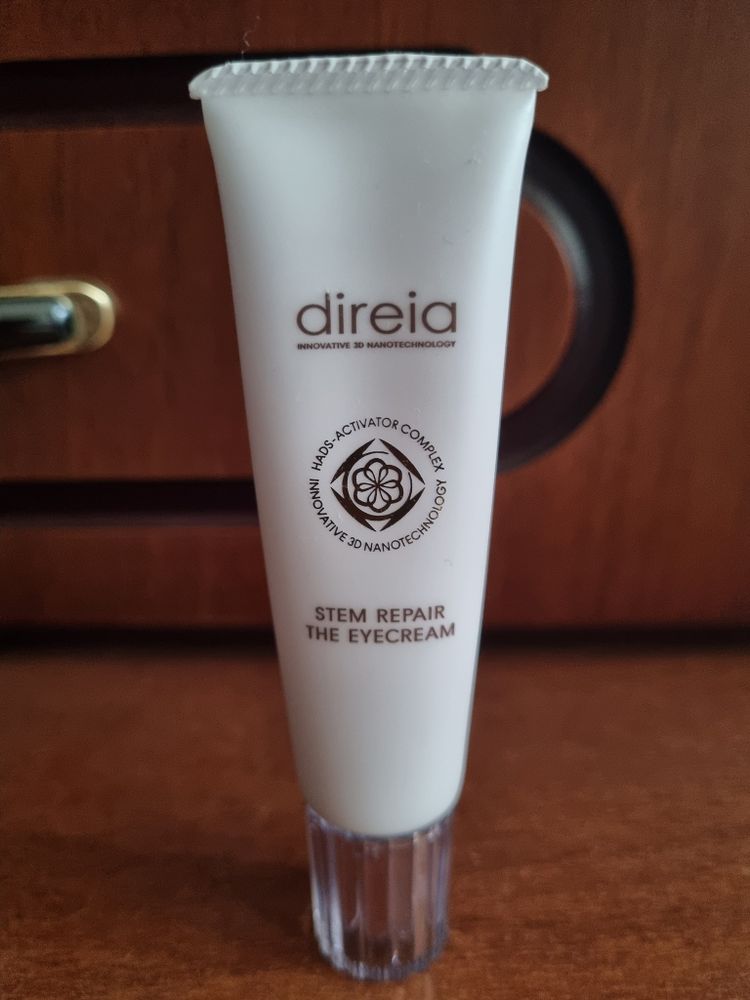 direia
INNOVATIVE 3D NANOTECHNOLOGY
HADS-ACTIVATOR COMPLEX
INNOVATIVE 3D NANOTECHNOLOGY
STEM REPAIR
THE EYECREAM